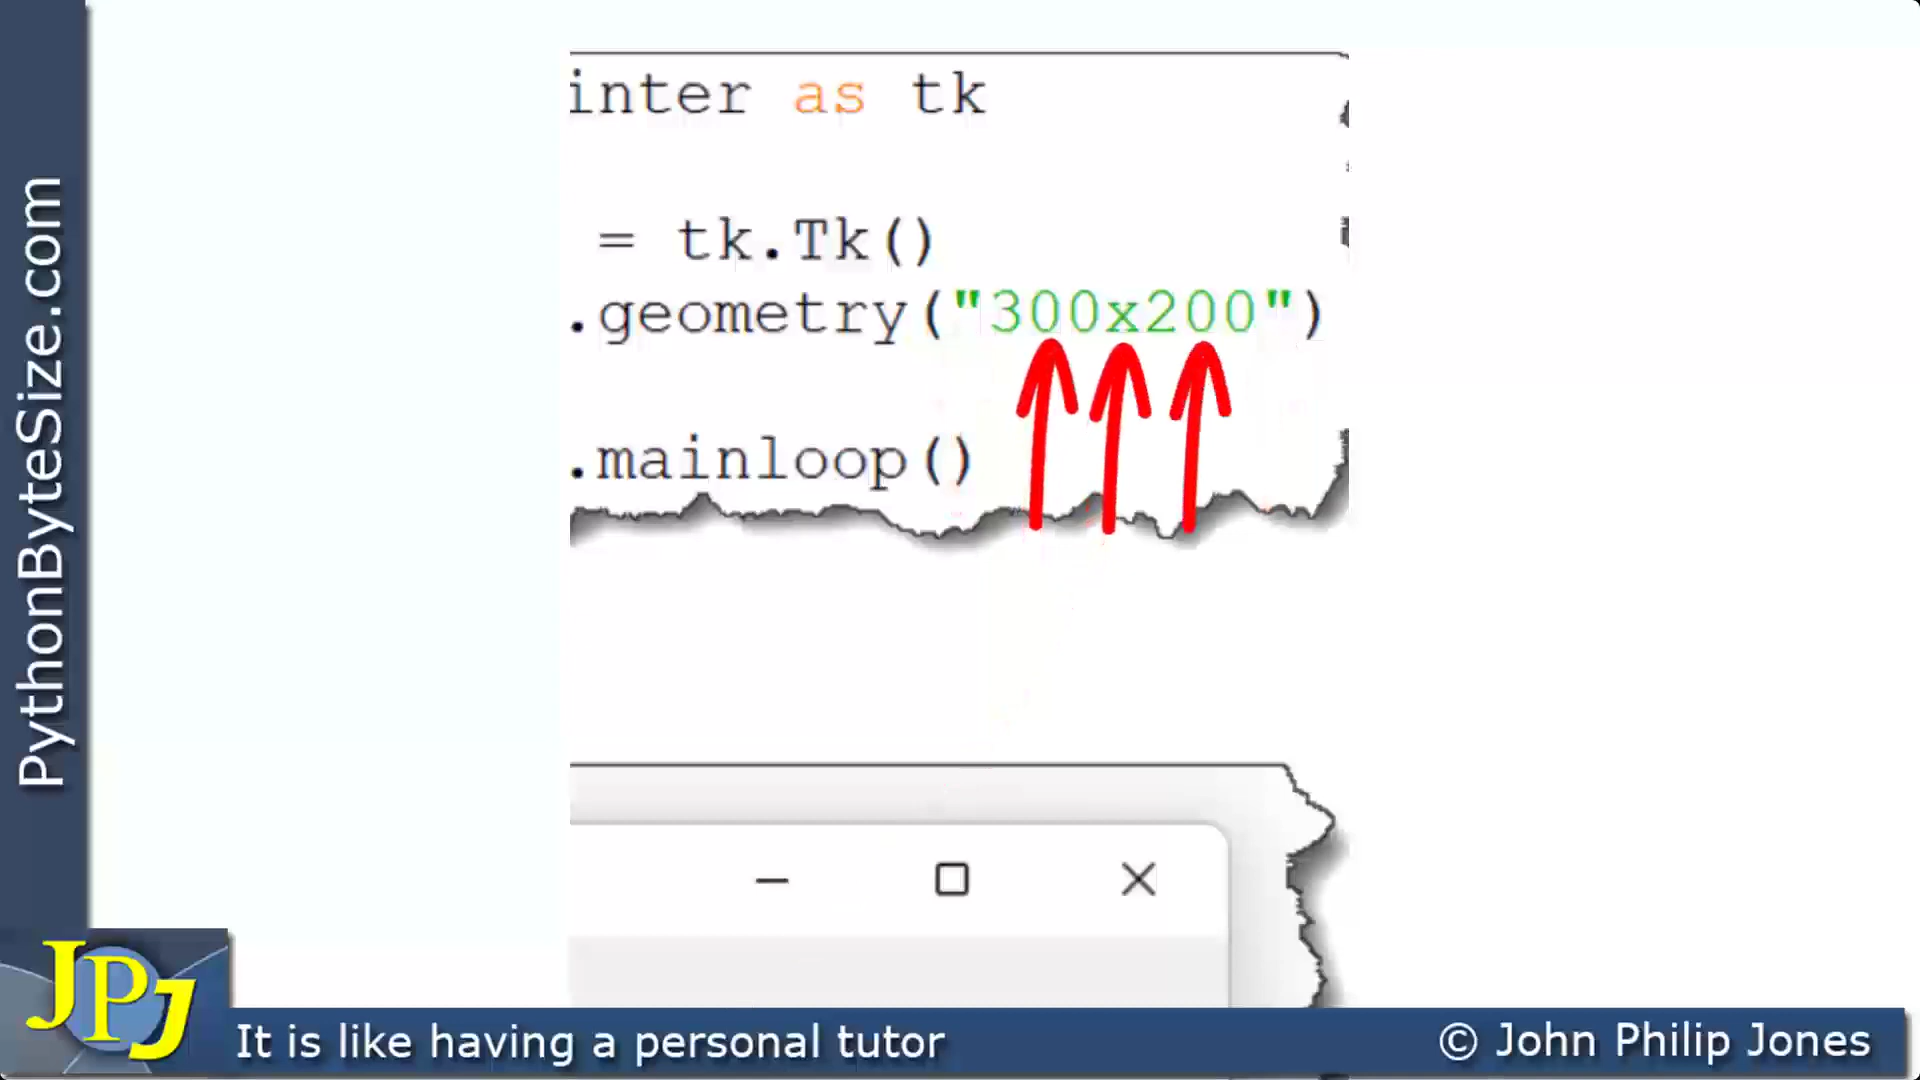 inter as tk
= tk.Tk()
.geometry("300x200")
.mainloop()
PythonByteSize.com
JPJ
It is like having a personal tutor
© John Philip Jones